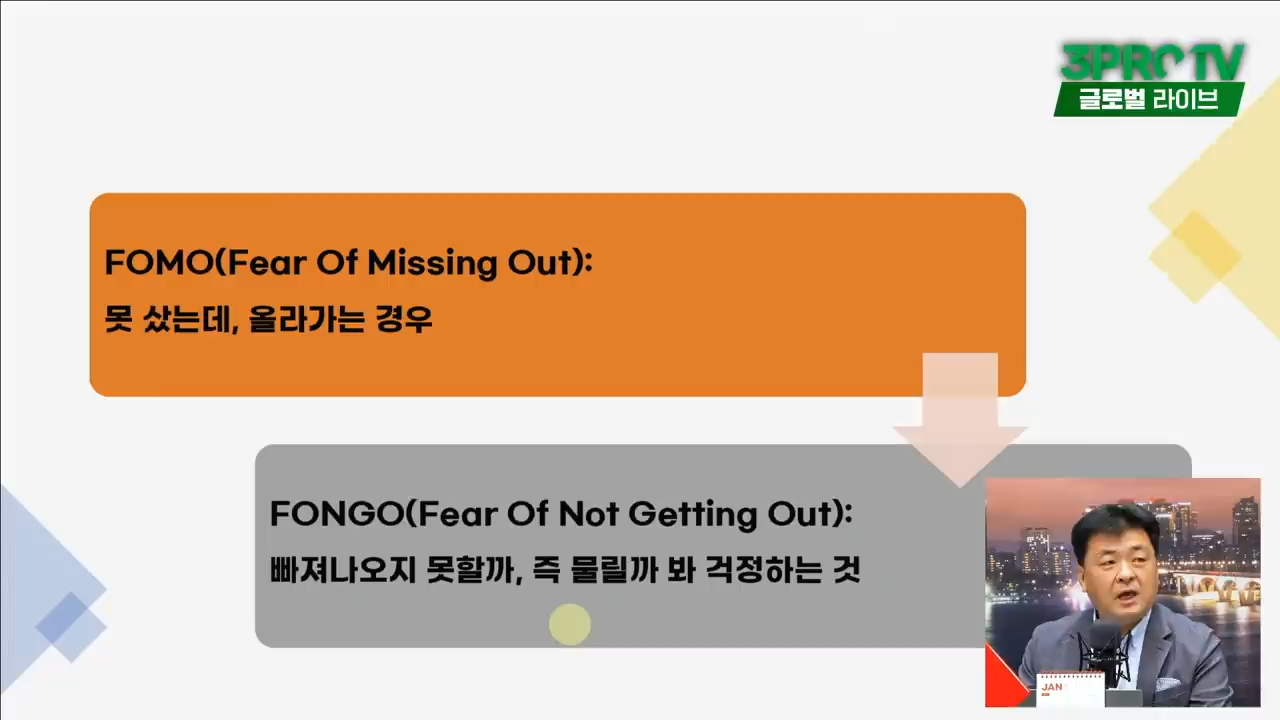 3PRO TV
글로벌 라이브
FOMO(Fear Of Missing Out):
못 샀는데, 올라가는 경우
FONGO(Fear Of Not Getting Out):
빠져나오지 못할까, 즉 물릴까 봐 걱정하는 것
JAN